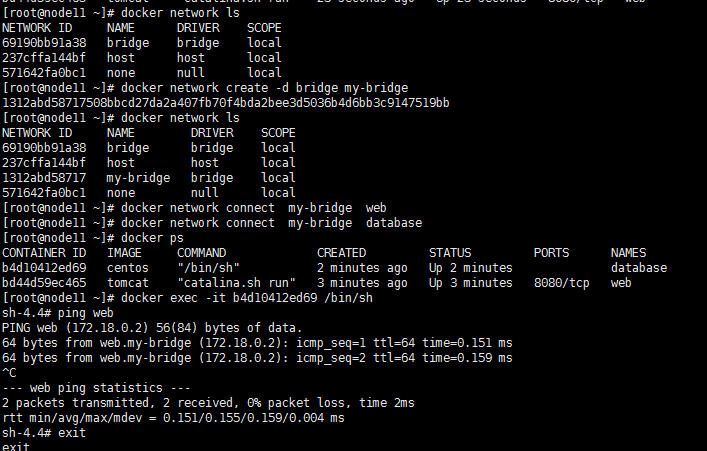 [root@node11 ~]# docker network ls
NETWORK ID NAME DRIVER SCOPE
69190bb91a38 bridge bridge local
237cffa144bf host host local
571642fa0bc1 none null local
[root@node11 ~]# docker network create -d bridge my-bridge
1312abd58717508bbcd27da2a407fb70f4bda2bee3d5036b4d6bb3c9147519bb
[root@node11 ~]# docker network ls
NETWORK ID NAME DRIVER SCOPE
69190bb91a38 bridge bridge local
237cffa144bf host host local
1312abd58717 my-bridge bridge local
571642fa0bc1 none null local
[root@node11 ~]# docker network connect my-bridge web
[root@node11 ~]# docker network connect my-bridge database
[root@node11 ~]# docker ps
CONTAINER ID IMAGE COMMAND CREATED STATUS PORTS NAMES
b4d10412ed69 centos "/bin/sh" 2 minutes ago Up 2 minutes database
bd44d59ec465 tomcat "catalina.sh run" 3 minutes ago Up 3 minutes 8080/tcp web
[root@node11 ~]# docker exec -it b4d10412ed69 /bin/sh
sh-4.4# ping web
PING web (172.18.0.2) 56(84) bytes of data.
64 bytes from web.my-bridge (172.18.0.2): icmp_seq=1 ttl=64 time=0.151 ms
64 bytes from web.my-bridge (172.18.0.2): icmp_seq=2 ttl=64 time=0.159 ms
^C
--- web ping statistics ---
2 packets transmitted, 2 received, 0% packet loss, time 2ms
rtt min/avg/max/mdev = 0.151/0.155/0.159/0.004 ms
sh-4.4# exit
exit